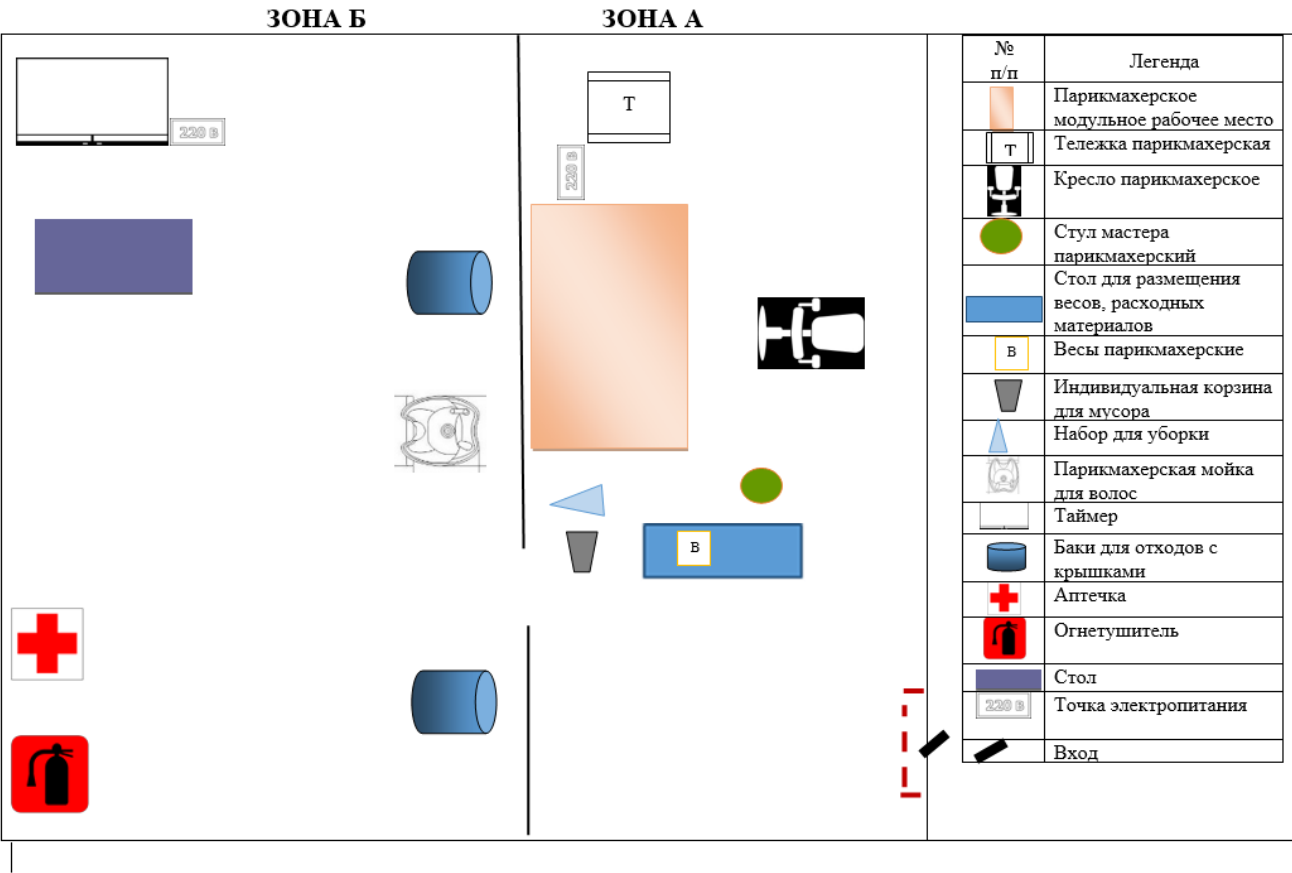 ЗОНА Б
ЗОНА А
220 В
Т
220 В
В
№
п/п
Легенда
Парикмахерское
модульное рабочее место
Т
Тележка парикмахерская
Кресло парикмахерское
Стул мастера
парикмахерский
Стол для размещения
весов, расходных
материалов
В
Весы парикмахерские
Индивидуальная корзина
для мусора
Набор для уборки
Парикмахерская мойка
для волос
Таймер
Баки для отходов с
крышками
Аптечка
Огнетушитель
Стол
220 В
Точка электропитания
Вход